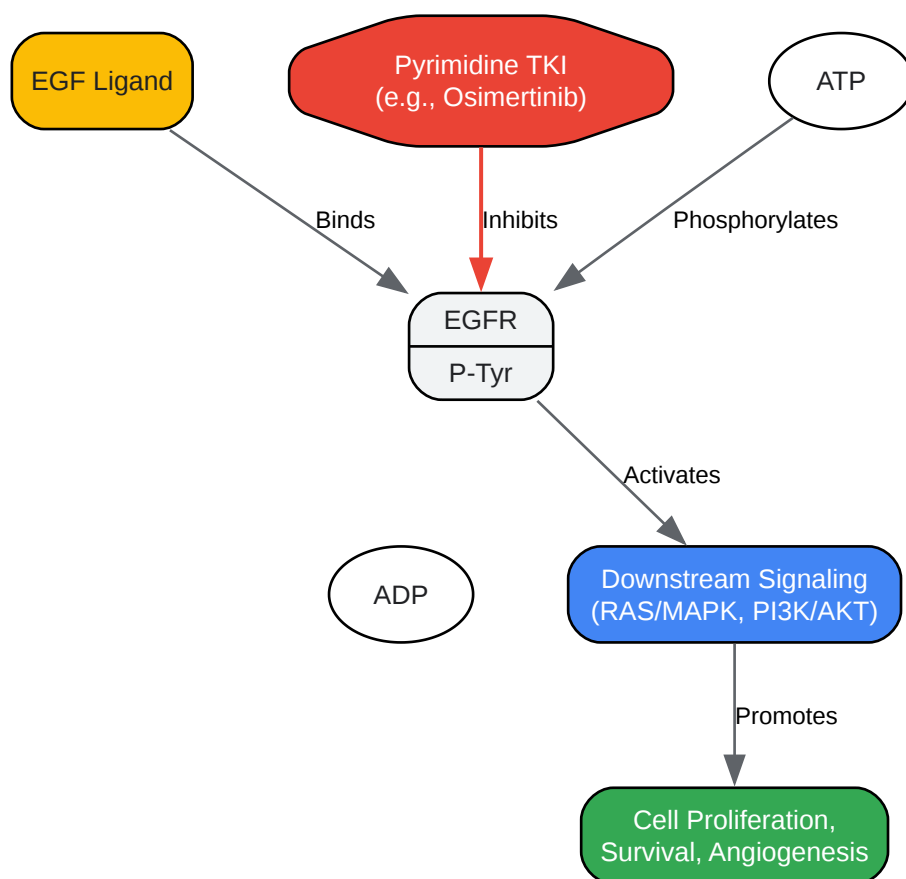 EGF Ligand
Pyrimidine TKI
(e.g., Osimertinib)
ATP
Binds
Inhibits
Phosphorylates
EGFR
P-Tyr
Activates
ADP
Downstream Signaling
(RAS/MAPK, PI3K/AKT)
Promotes
Cell Proliferation,
Survival, Angiogenesis